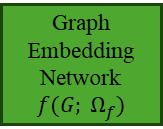 Graph
Embedding
Network
f(G; Ω_f)